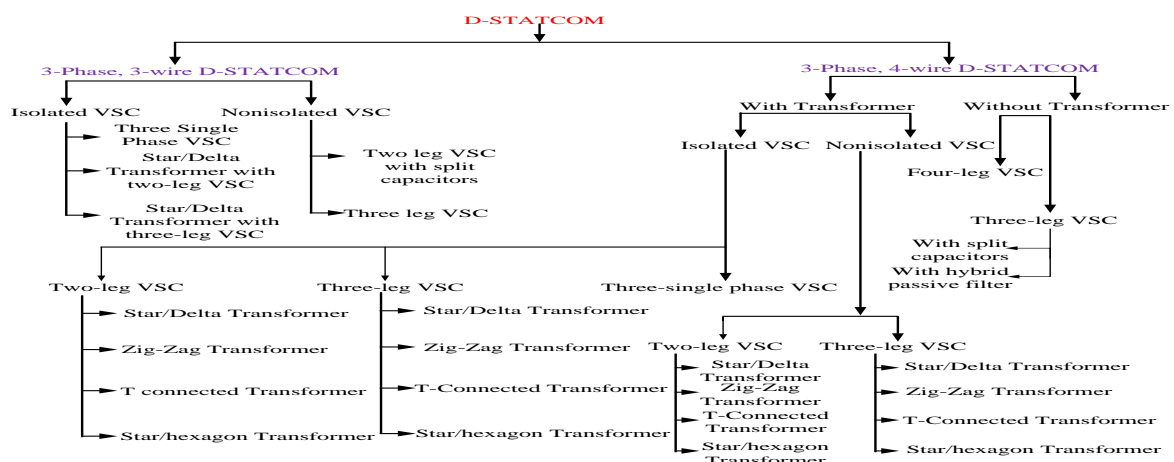 D-STATCOM
3-Phase, 3-wire D-STATCOM
3-Phase, 4-wire D-STATCOM
Isolated VSC
Nonisolated VSC
With Transformer
Without Transformer
Three Single
Phase VSC
Star/Delta
Transformer with
two-leg VSC
Star/Delta
Transformer with
three-leg VSC
Two leg VSC
with split
capacitors
Three leg VSC
Isolated VSC
Nonisolated VSC
Four-leg VSC
Three-leg VSC
With split
capacitors
With hybrid
passive filter
Two-leg VSC
Three-leg VSC
Three-single phase VSC
Star/Delta Transformer
Zig-Zag Transformer
T connected Transformer
Star/hexagon Transformer
Star/Delta Transformer
Zig-Zag Transformer
T-Connected Transformer
Star/hexagon Transformer
Two-leg VSC
Three-leg VSC
Star/Delta
Transformer
Zig-Zag
Transformer
T-Connected
Transformer
Star/hexagon
Transformer
Star/Delta Transformer
Zig-Zag Transformer
T-Connected Transformer
Star/hexagon Transformer